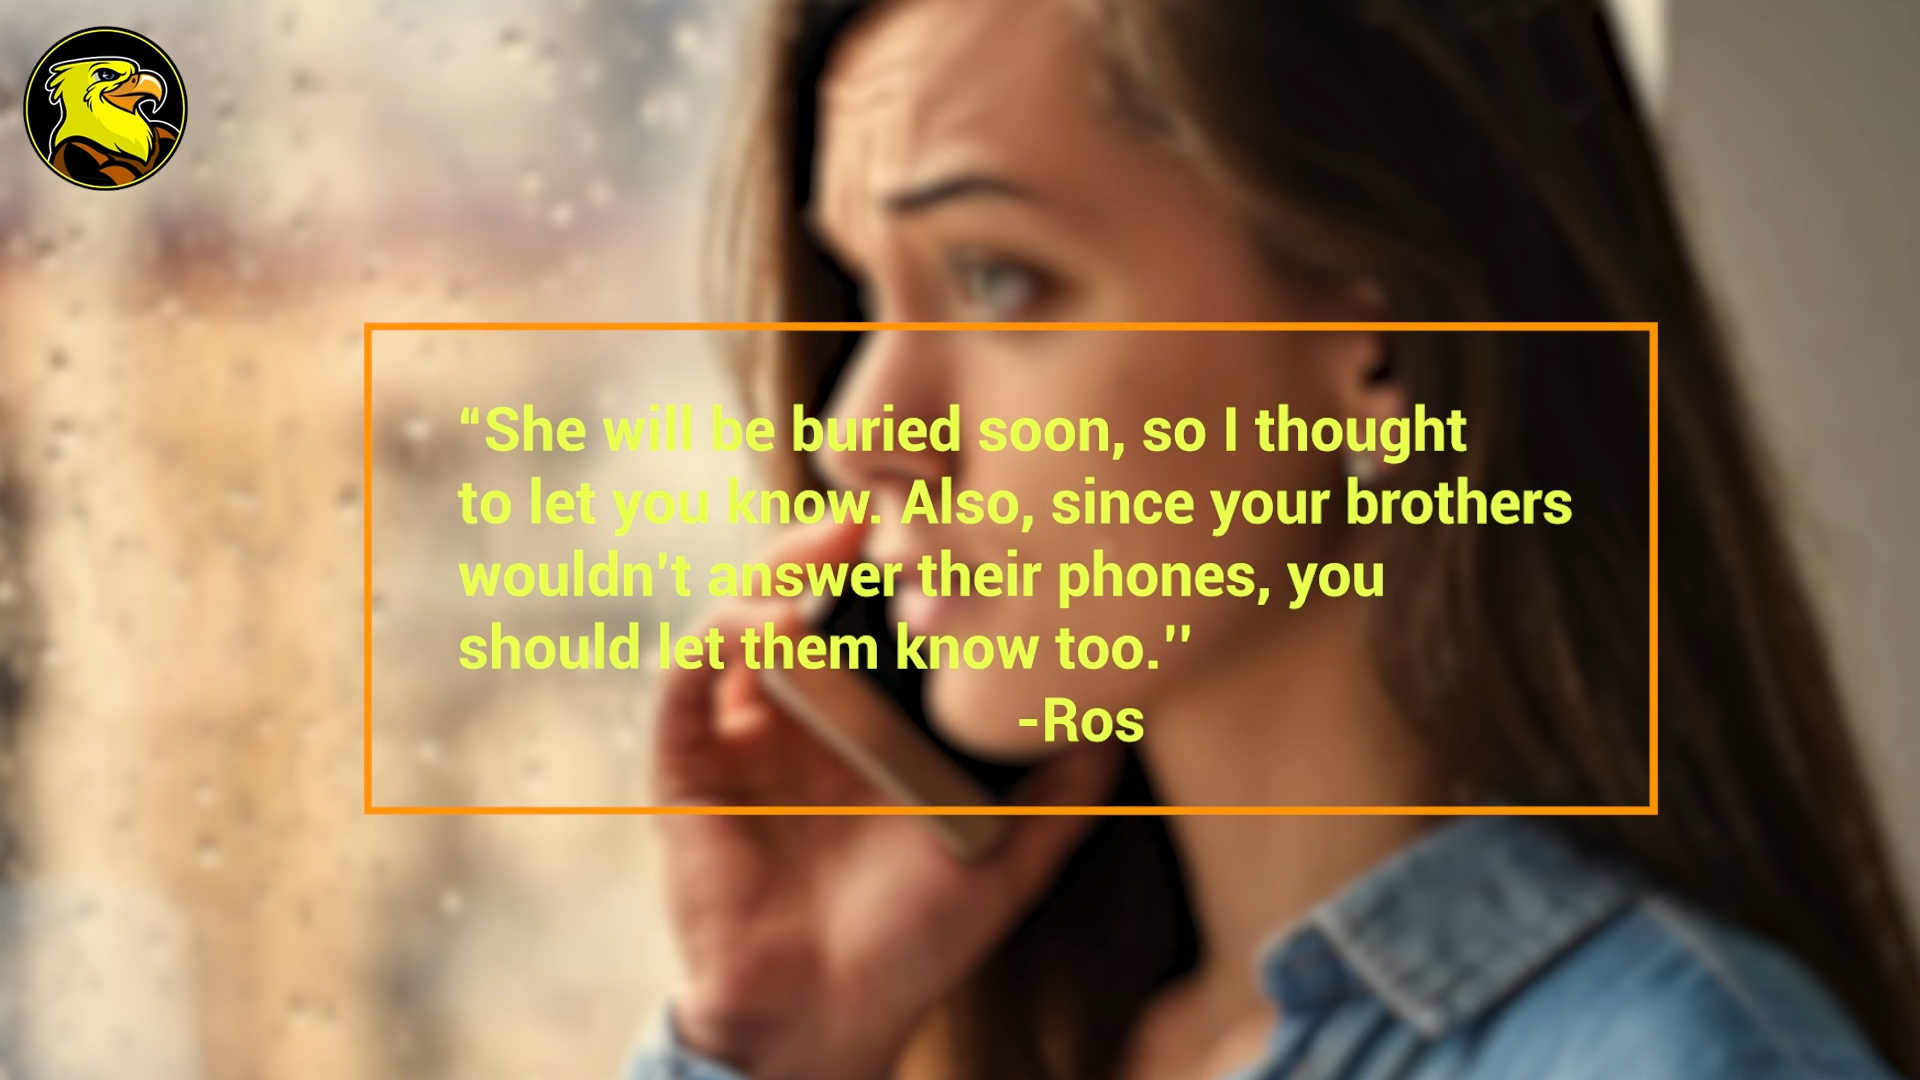 “She will be buried soon, so I thought
to let you know. Also, since your brothers
wouldn't answer their phones, you
should let them know too.’’
-Ros